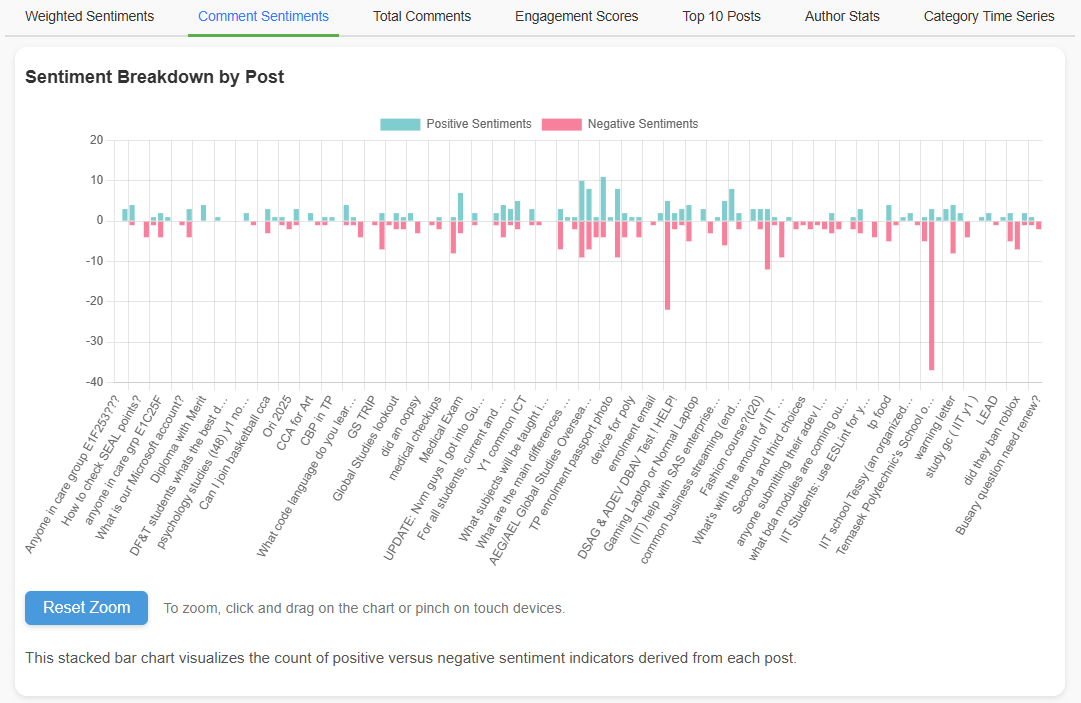 Weighted Sentiments
Comment Sentiments
Total Comments
Engagement Scores
Top 10 Posts
Author Stats
Category Time Series
Sentiment Breakdown by Post
Positive Sentiments
Negative Sentiments
20
10
0
-10
-20
-30
-40
Anyone in care group E1F253???
How to check SEAL points?
anyone in care grp E1C25F
What is our Microsoft account?
Diploma with Merit
DF&T students whats the best d...
psychology studies (t48) y1 no...
Can I join basketball cca
Ori 2025
CCA for Art
CBP in TP
What code language do you lear...
GS TRIP
Global Studies lookout
did an oopsy
medical checkups
Medical Exam
UPDATE: Nvm guys I got into Gu...
For all students, current and ...
Y1 common ICT
What subjects will be taught i...
What are the main differences ...
AEG/AEL Global Studies Oversea...
TP enrolment passport photo
device for poly
enrolment email
DSAG & ADEV DBAV Test ! HELP!
Gaming Laptop or Normal Laptop
(IIT) help with SAS enterprise...
common business streaming (end...
Fashion course?(t20)
What's with the amount of IIT ...
Second and third choices
anyone submitting their adev l...
what bda modules are coming ou...
IIT Students: use ESLint for y...
tp food
IIT school Tessy (an organized...
Temasek Polytechnic's School o...
warning letter
study gc ( IIT y1 )
LEAD
did they ban roblox
Busary question need renew?
Reset Zoom
To zoom, click and drag on the chart or pinch on touch devices.
This stacked bar chart visualizes the count of positive versus negative sentiment indicators derived from each post.